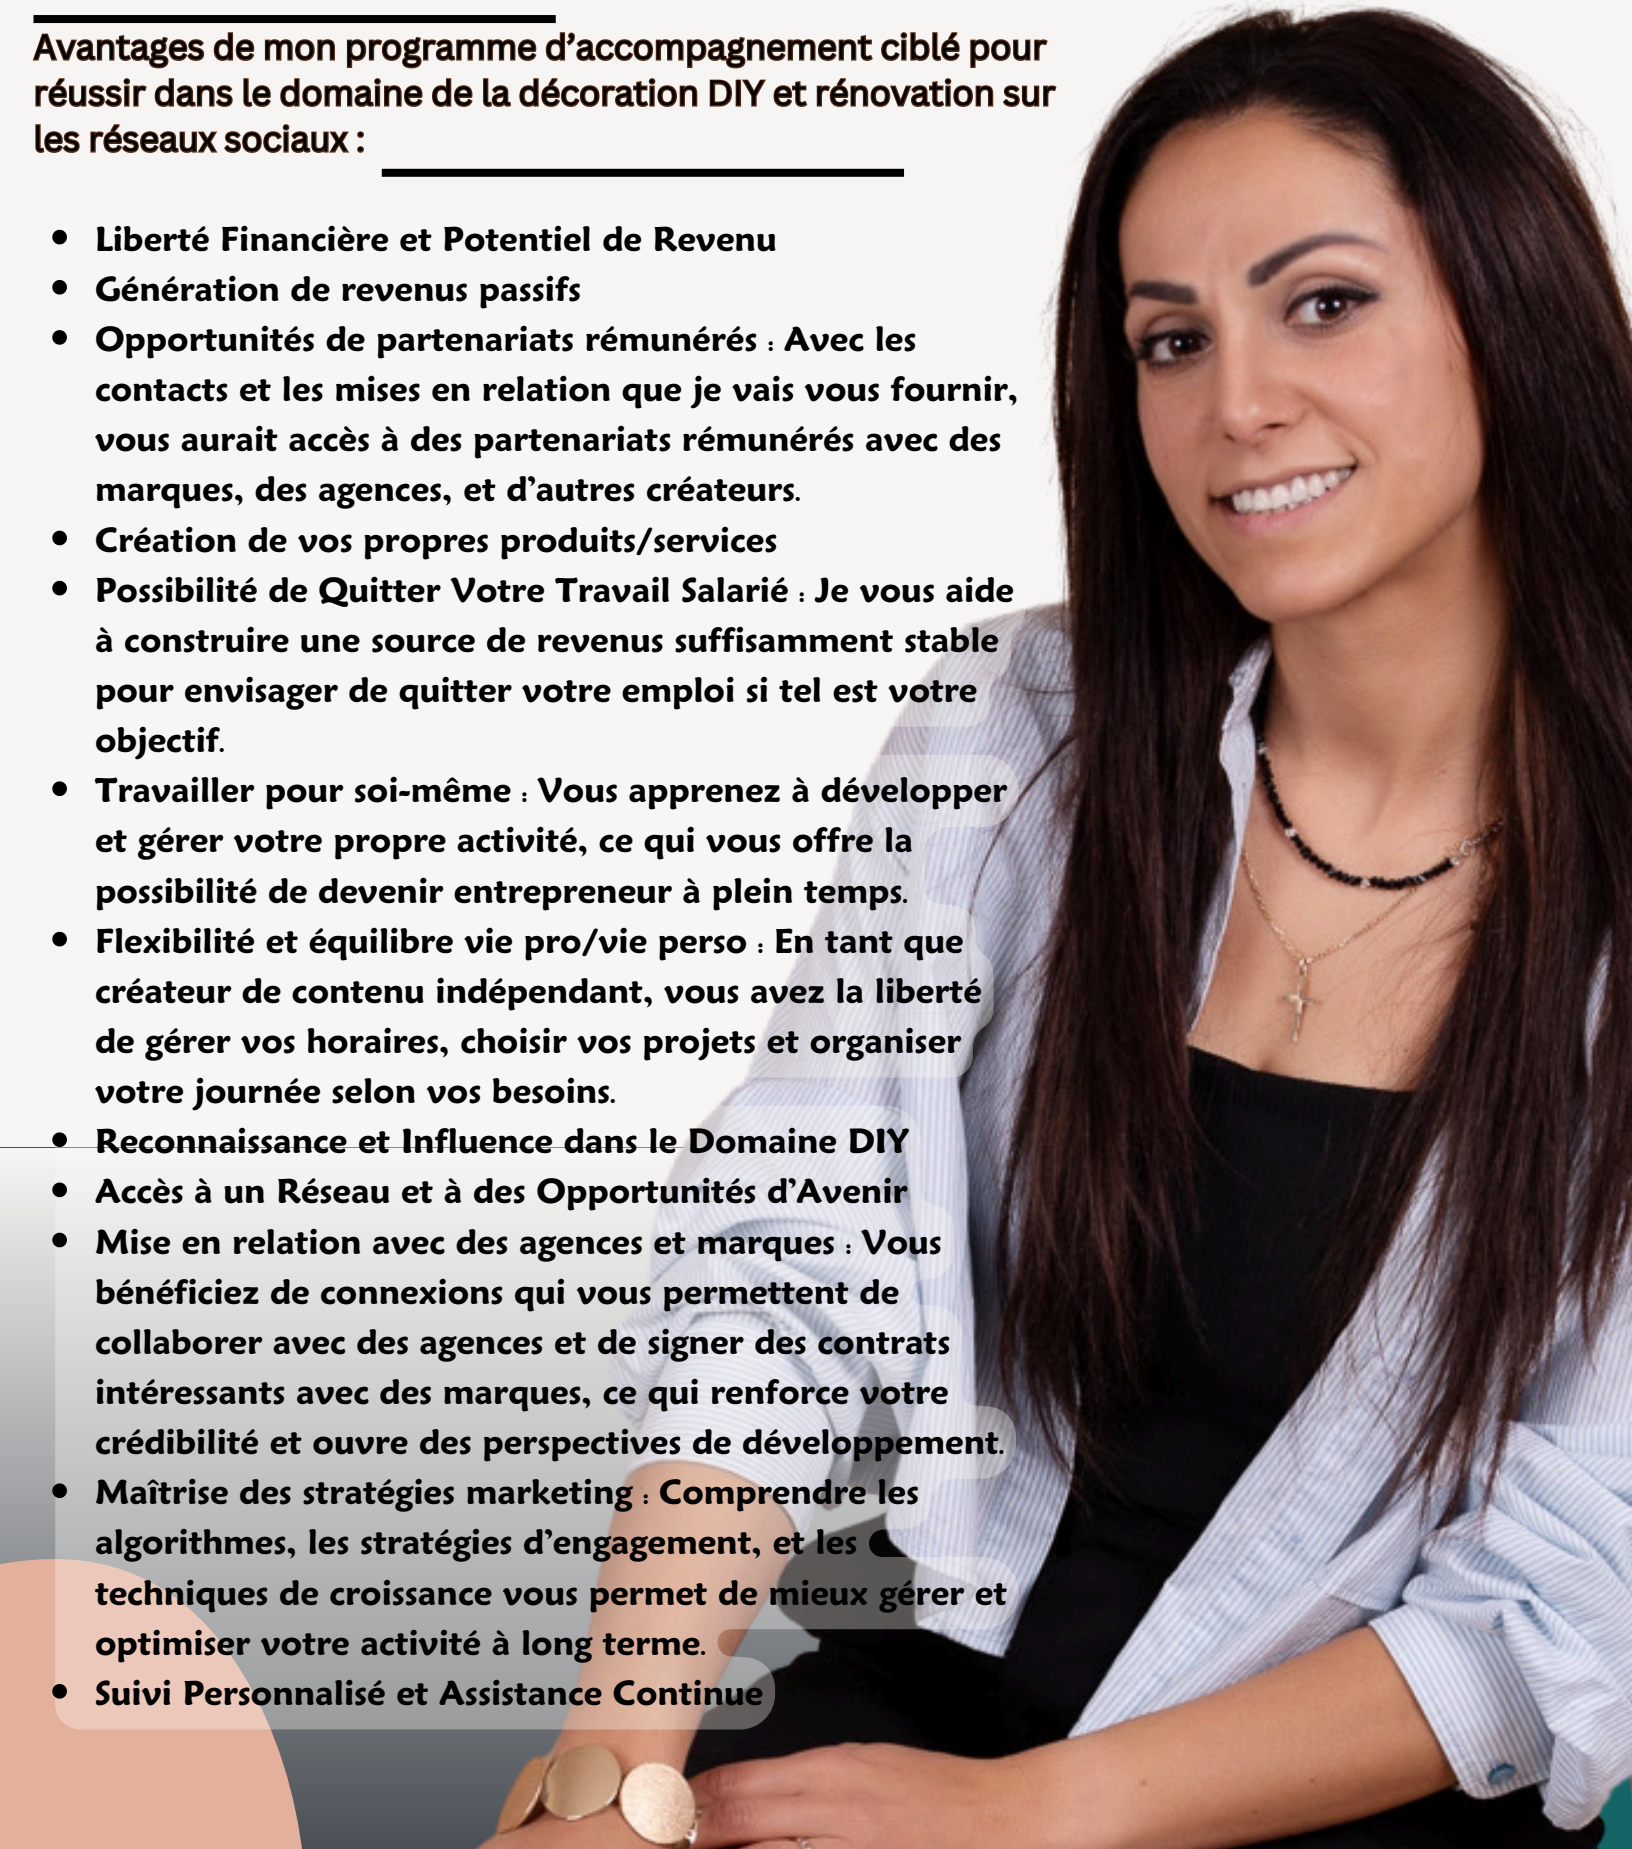 Avantages de mon programme d’accompagnement ciblé pour
réussir dans le domaine de la décoration DIY et rénovation sur
les réseaux sociaux :
• Liberté Financière et Potentiel de Revenu
• Génération de revenus passifs
• Opportunités de partenariats rémunérés : Avec les
contacts et les mises en relation que je vais vous fournir,
vous aurait accès à des partenariats rémunérés avec des
marques, des agences, et d’autres créateurs.
• Création de vos propres produits/services
• Possibilité de Quitter Votre Travail Salarié : Je vous aide
à construire une source de revenus suffisamment stable
pour envisager de quitter votre emploi si tel est votre
objectif.
• Travailler pour soi-même : Vous apprenez à développer
et gérer votre propre activité, ce qui vous offre la
possibilité de devenir entrepreneur à plein temps.
• Flexibilité et équilibre vie pro/vie perso : En tant que
créateur de contenu indépendant, vous avez la liberté
de gérer vos horaires, choisir vos projets et organiser
votre journée selon vos besoins.
• Reconnaissance et Influence dans le Domaine DIY
• Accès à un Réseau et à des Opportunités d’Avenir
• Mise en relation avec des agences et marques : Vous
bénéficiez de connexions qui vous permettent de
collaborer avec des agences et de signer des contrats
intéressants avec des marques, ce qui renforce votre
crédibilité et ouvre des perspectives de développement.
• Maîtrise des stratégies marketing : Comprendre les
algorithmes, les stratégies d’engagement, et les
techniques de croissance vous permet de mieux gérer et
optimiser votre activité à long terme.
• Suivi Personnalisé et Assistance Continue